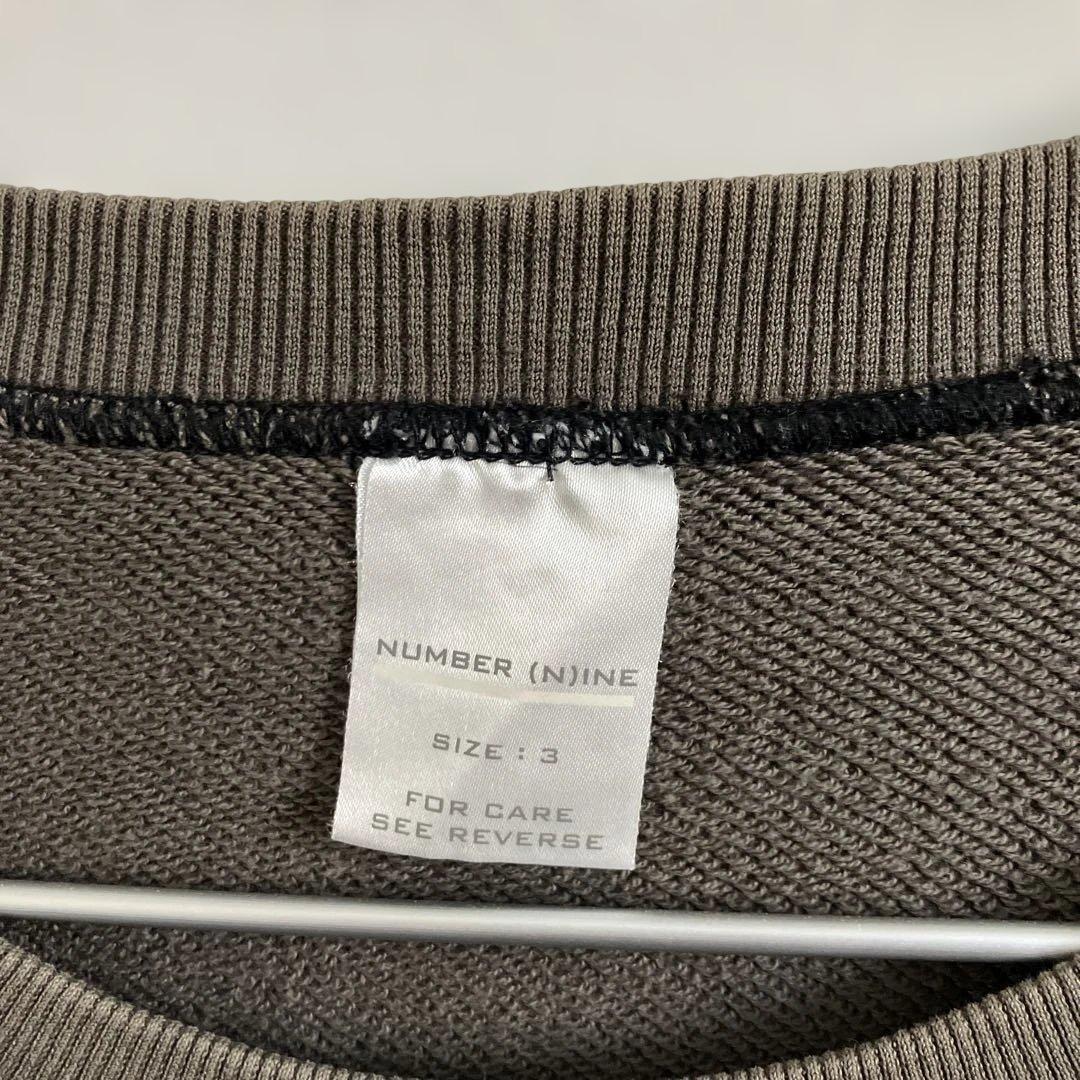 NUMBER (N)INE
SIZE : 3
FOR CARE
SEE REVERSE